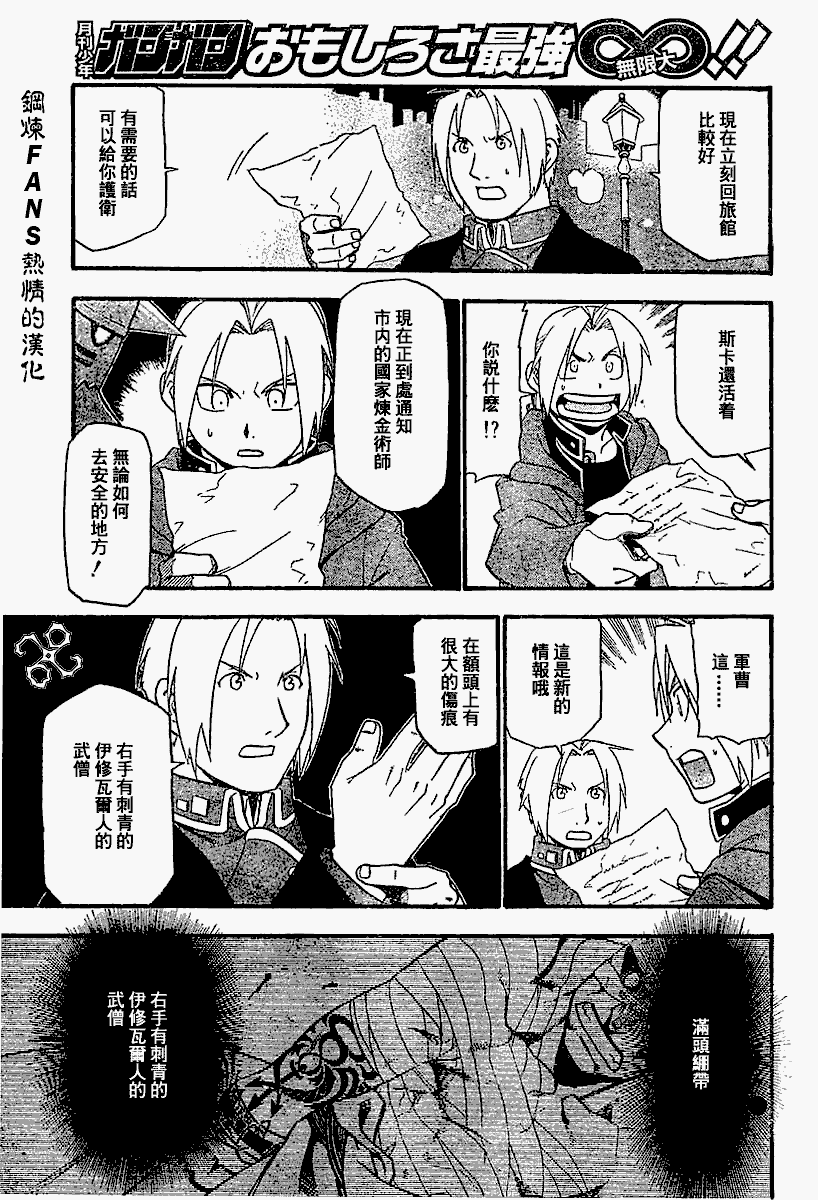 月刊少年
ガンガン おもしろさ最強 無限大!!
鋼煉FANS熱情的漢化
現在立刻回旅館
比較好
有需要的話
可以給你護衛
斯卡還活着
你説什麽!?
現在正到處通知
市内的國家煉金術師
無論如何
去安全的地方!
軍曹
這……
這是新的
情報哦
在額頭上有
很大的傷痕
右手有刺青的
伊修瓦爾人的
武僧
滿頭綳帶
右手有刺青的
伊修瓦爾人的
武僧